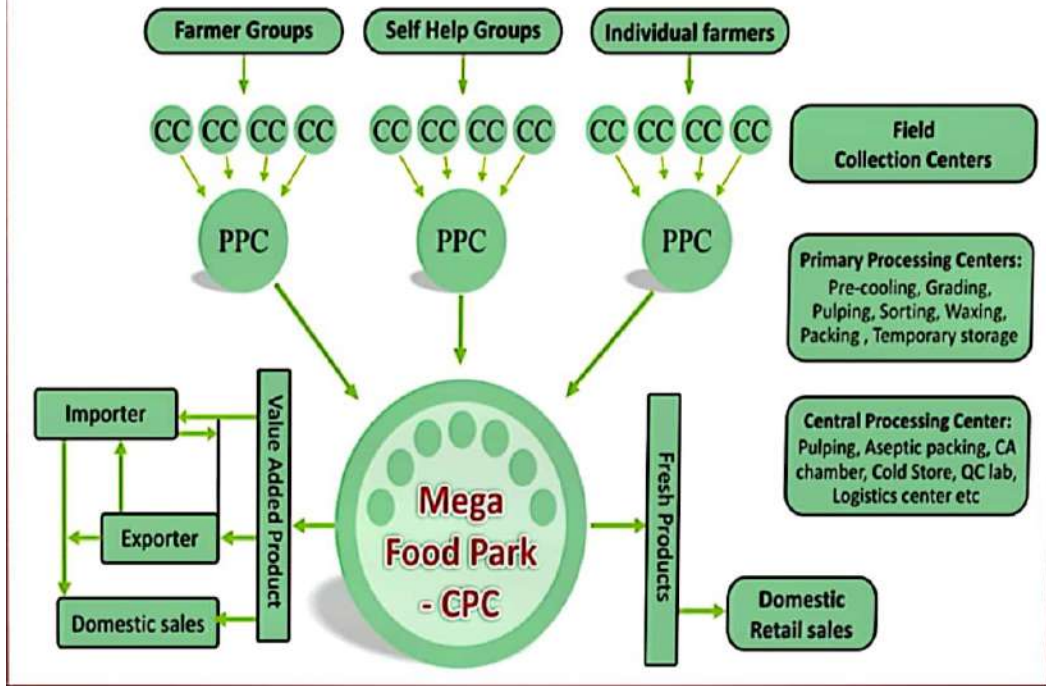 Farmer Groups
Self Help Groups
Individual farmers
CC CC CC CC
CC CC CC CC
CC CC CC CC
Field
Collection Centers
PPC
PPC
PPC
Primary Processing Centers:
Pre-cooling, Grading,
Pulping, Sorting, Waxing,
Packing , Temporary storage
Central Processing Center:
Pulping, Aseptic packing, CA
chamber, Cold Store, QC lab,
Logistics center etc
Importer
Exporter
Domestic sales
Value Added Product
Mega
Food Park
- CPC
Fresh Products
Domestic
Retail sales